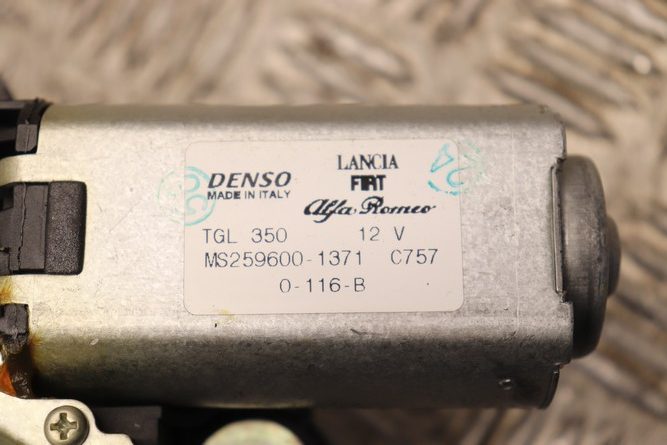 DENSO
MADE IN ITALY
LANCIA
FIAT
Alfa Romeo
TGL 350 12 V
MS259600-1371 C757
0-116-B